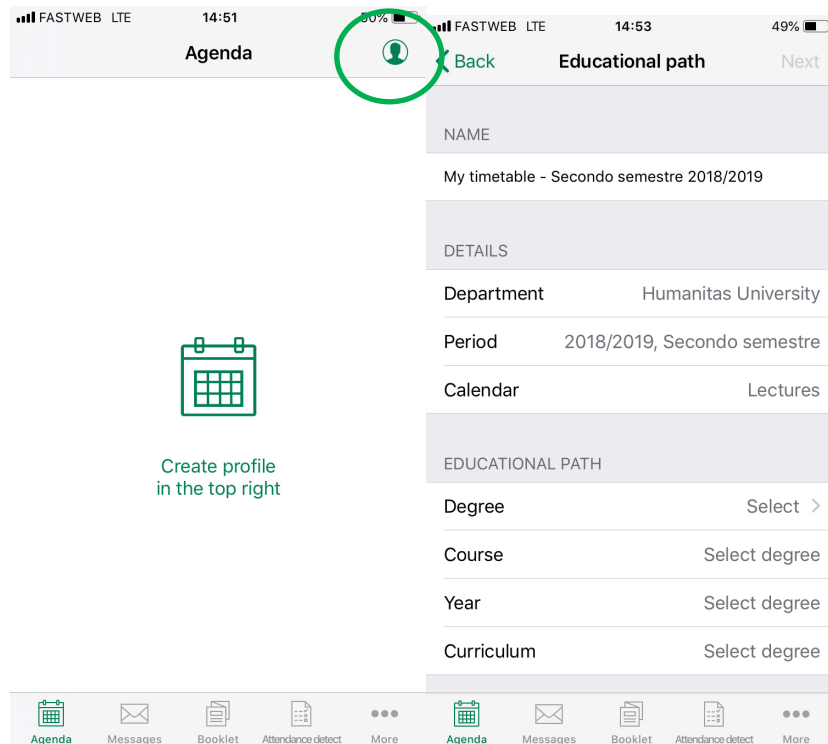 FASTWEB LTE 14:51 50%
Agenda
Create profile
in the top right
Agenda Messages Booklet Attendance detect More
FASTWEB LTE 14:53 49%
Back Educational path Next
NAME
My timetable - Secondo semestre 2018/2019
DETAILS
Department Humanitas University
Period 2018/2019, Secondo semestre
Calendar Lectures
EDUCATIONAL PATH
Degree Select
Course Select degree
Year Select degree
Curriculum Select degree
Agenda Messages Booklet Attendance detect More